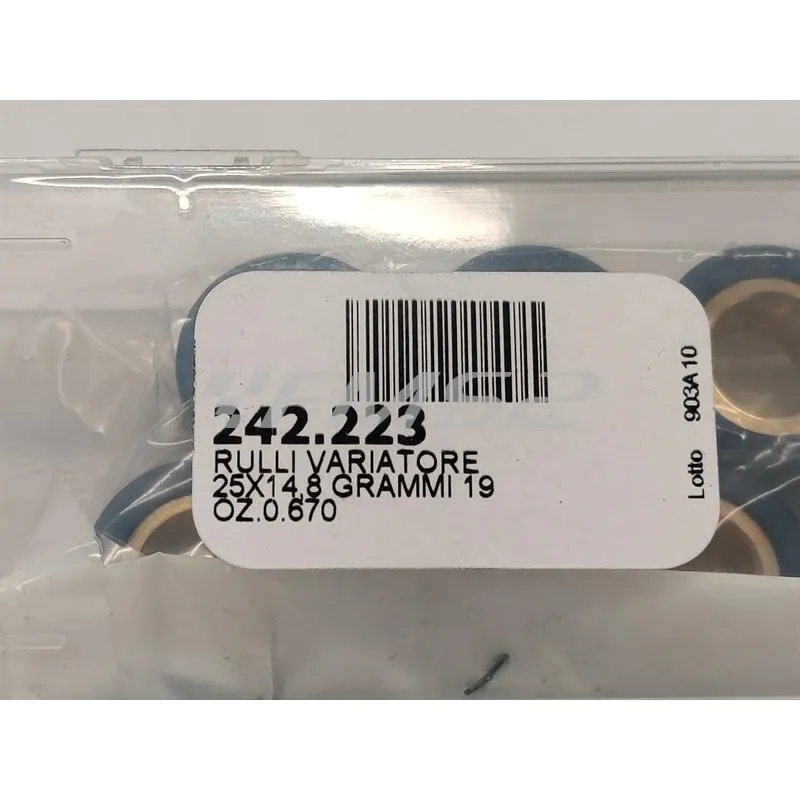 242.223
RULLI VARIATORE
25X14,8 GRAMMI 19
OZ.0.670
Lotto 903A10